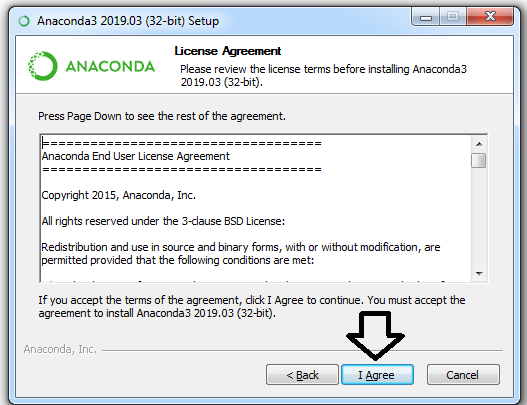 Anaconda3 2019.03 (32-bit) Setup
ANACONDA
License Agreement
Please review the license terms before installing Anaconda3
2019.03 (32-bit).
Press Page Down to see the rest of the agreement.
===================================
Anaconda End User License Agreement
===================================
Copyright 2015, Anaconda, Inc.
All rights reserved under the 3-clause BSD License:
Redistribution and use in source and binary forms, with or without modification, are
permitted provided that the following conditions are met:
If you accept the terms of the agreement, click I Agree to continue. You must accept the
agreement to install Anaconda3 2019.03 (32-bit).
Anaconda, Inc.
< Back
I Agree
Cancel